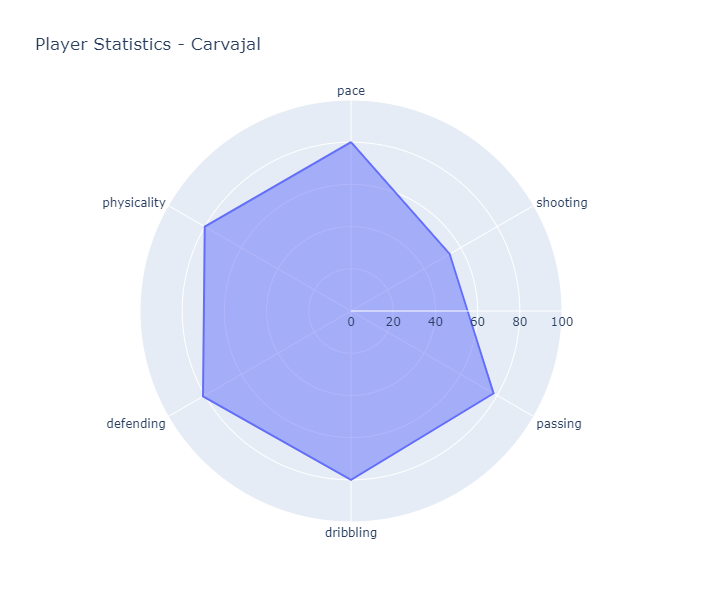 Player Statistics - Carvajal
pace
physicality
shooting
0 20 40 60 80 100
defending
passing
dribbling